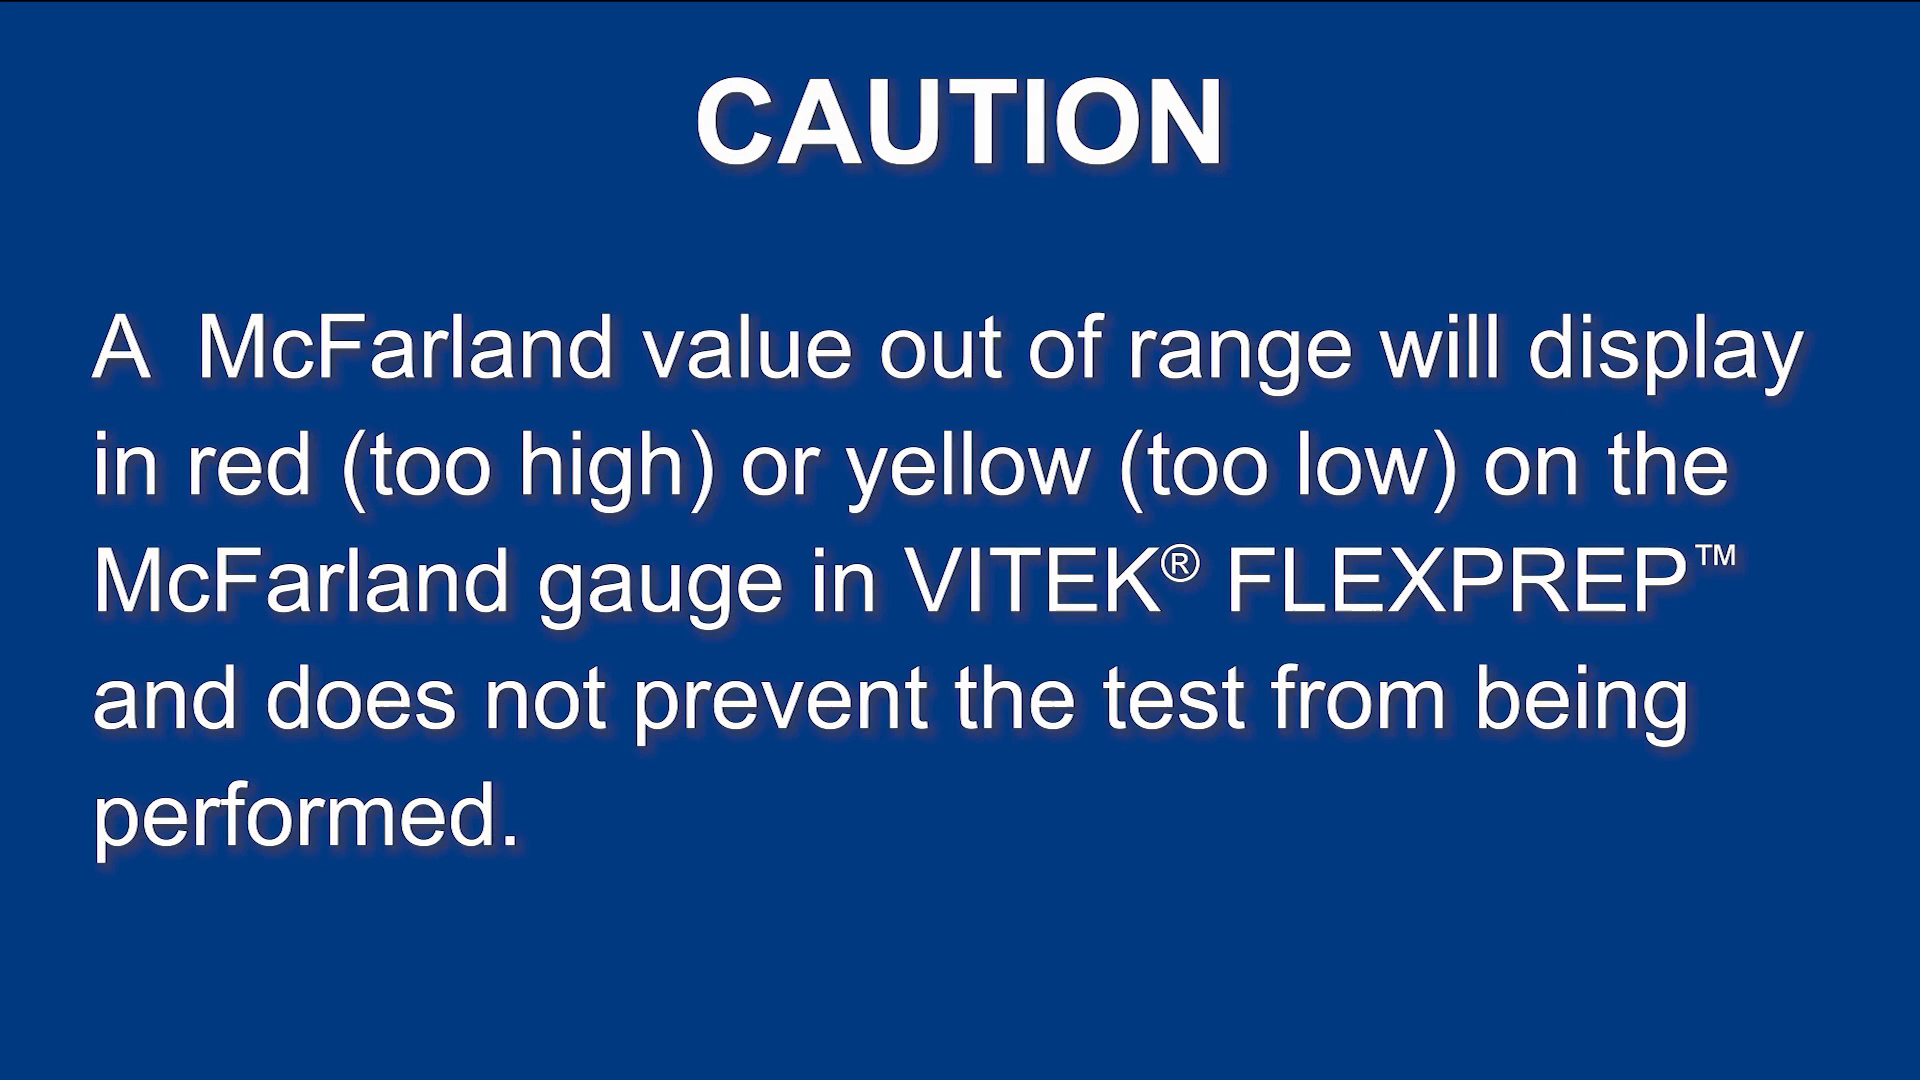 CAUTION
A  McFarland value out of range will display
in red (too high) or yellow (too low) on the
McFarland gauge in VITEK® FLEXPREP™
and does not prevent the test from being
performed.